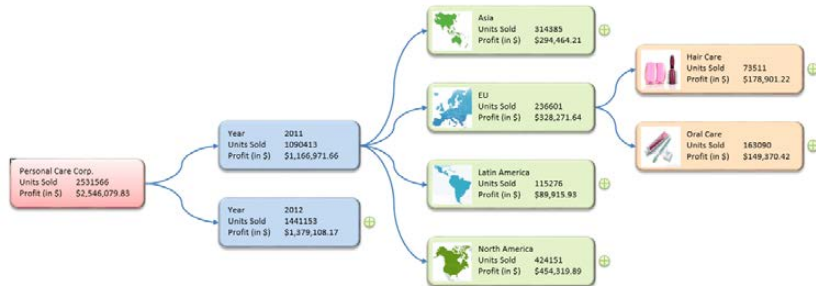 Personal Care Corp.
Units Sold 2531566
Profit (in $) $2,546,079.83
Year 2011
Units Sold 1090413
Profit (in $) $1,166,971.66
Year 2012
Units Sold 1441153
Profit (in $) $1,379,108.17
Asia
Units Sold 314385
Profit (in $) $294,464.21
EU
Units Sold 236601
Profit (in $) $328,271.64
Latin America
Units Sold 115276
Profit (in $) $89,915.93
North America
Units Sold 424151
Profit (in $) $454,319.89
Hair Care
Units Sold 73511
Profit (in $) $178,901.22
Oral Care
Units Sold 163090
Profit (in $) $149,370.42